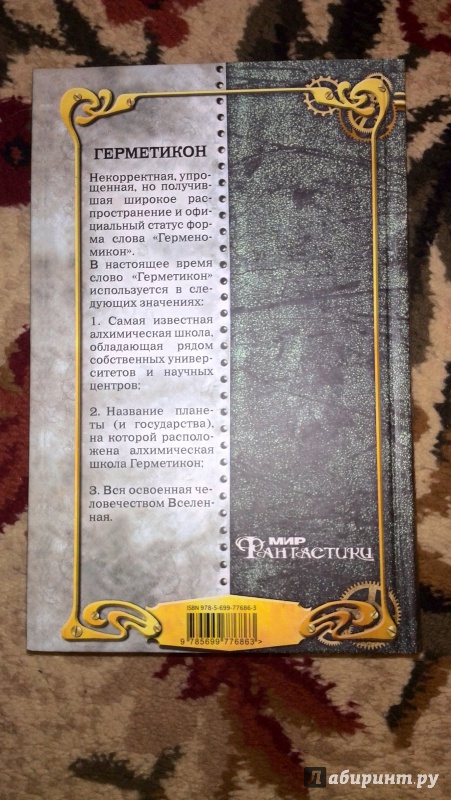 ГЕРМЕТИКОН
Некорректная, упро-
щенная, но получив-
шая широкое рас-
пространение и офи-
циальный статус фор-
ма слова «Гермено-
микон».
В настоящее время
слово «Герметикон»
используется в сле-
дующих значениях:
1. Самая известная
алхимическая школа,
обладающая рядом
собственных универ-
ситетов и научных
центров;
2. Название плане-
ты (и государства),
на которой располо-
жена алхимическая
школа Герметикон;
3. Вся освоенная че-
ловечеством Вселен-
ная.
МИР
ФАНТАСТИКИ
ISBN 978-5-699-77686-3
9 785699 776863>
Лабиринт.ру